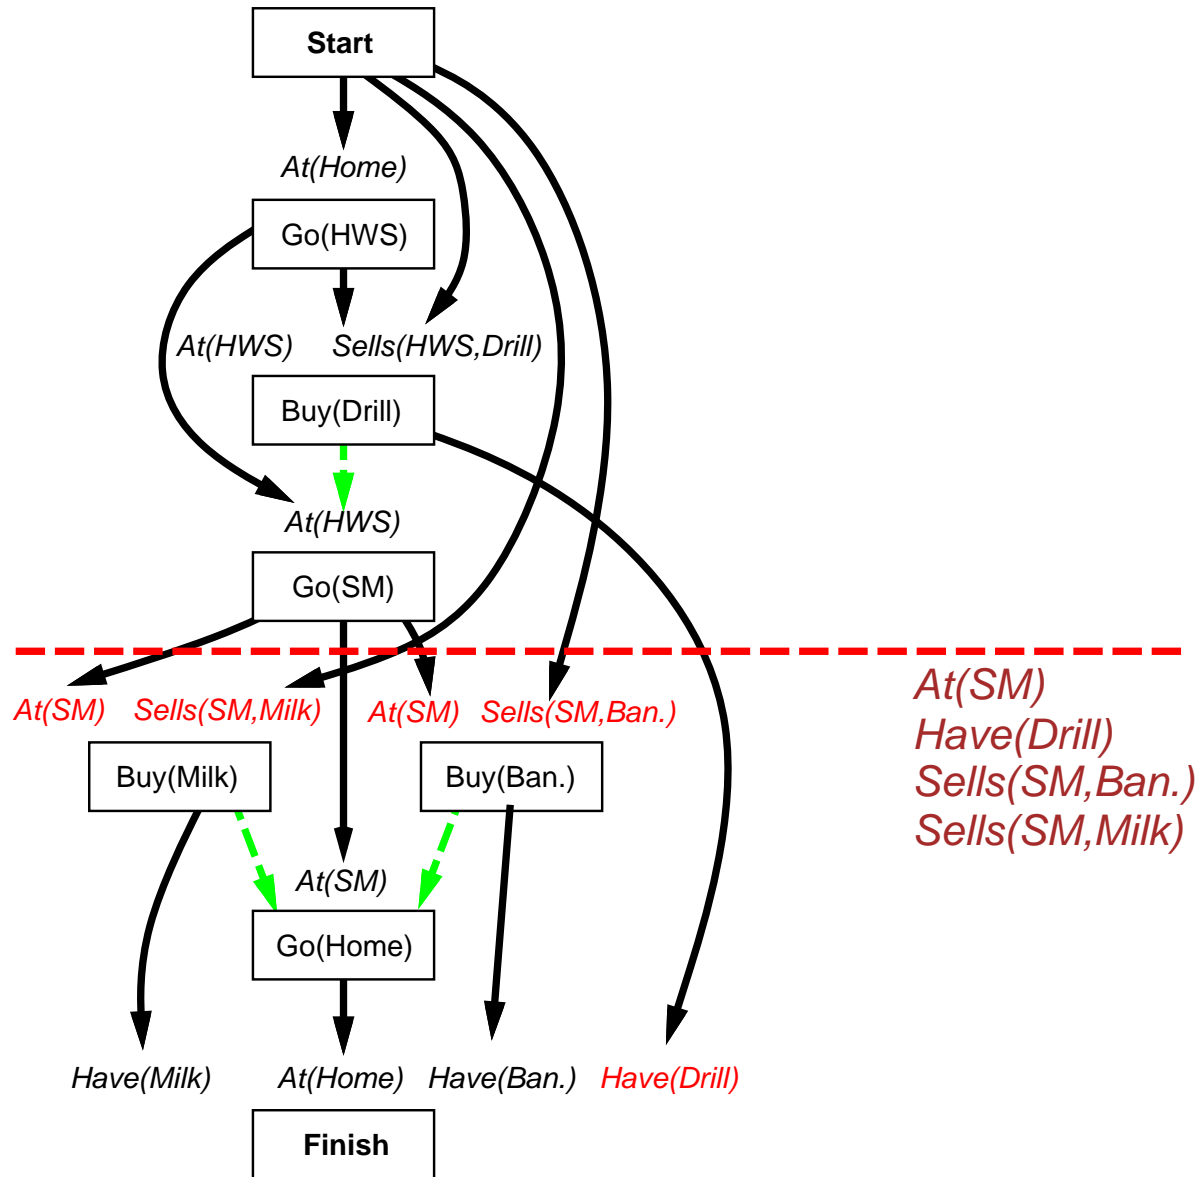 Start
At(Home)
Go(HWS)
At(HWS) Sells(HWS,Drill)
Buy(Drill)
At(HWS)
Go(SM)
At(SM) Sells(SM,Milk) At(SM) Sells(SM,Ban.)
Buy(Milk) Buy(Ban.)
At(SM)
Go(Home)
Have(Milk) At(Home) Have(Ban.) Have(Drill)
Finish
At(SM)
Have(Drill)
Sells(SM,Ban.)
Sells(SM,Milk)